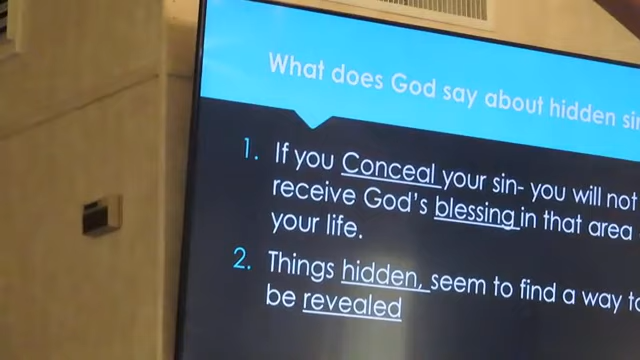 What does God say about hidden
1. If you Conceal your sin- you will not
receive God's blessing in that area
your life.
2. Things hidden, seem to find a way
be revealed